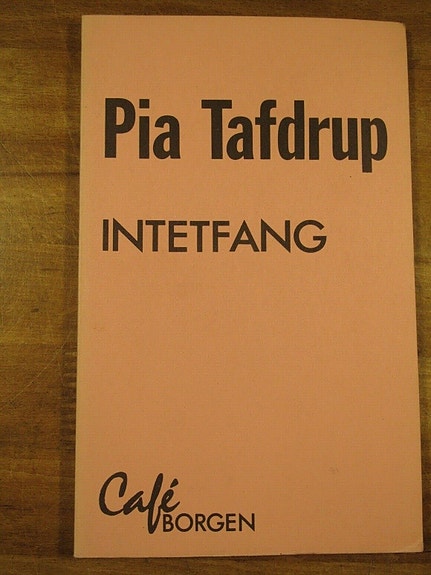 Pia Tafdrup
INTETFANG
Café
BORGEN